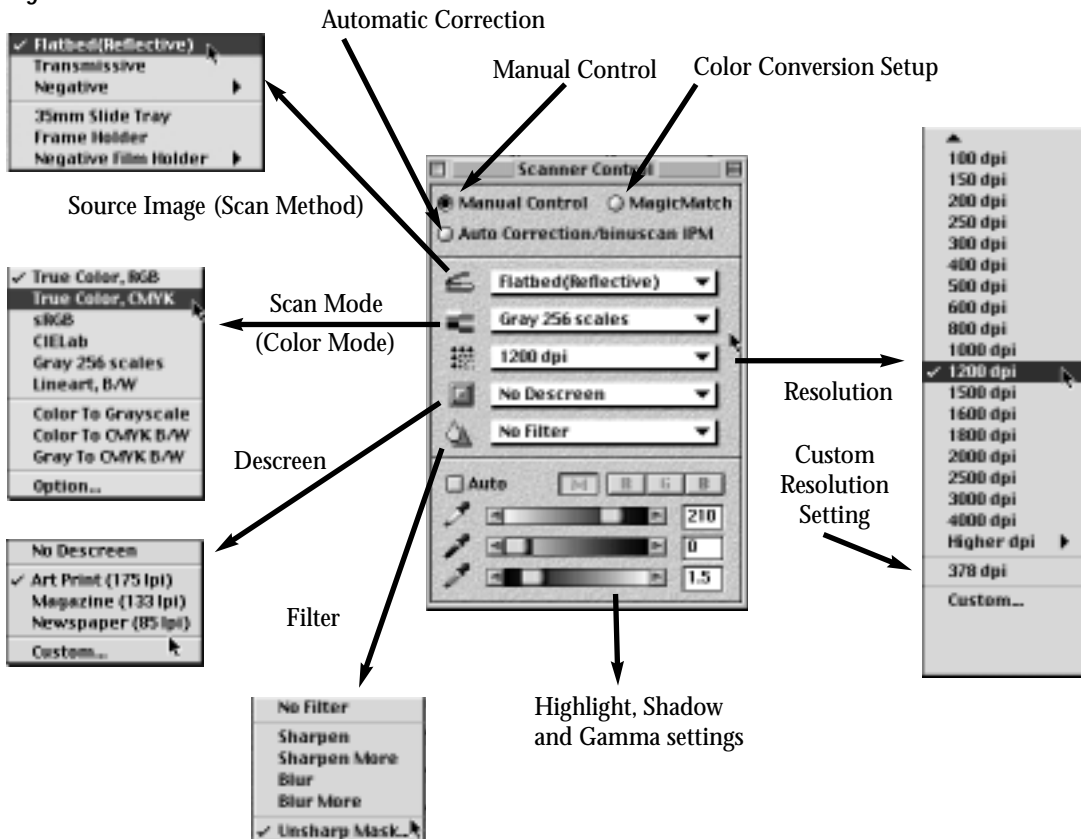 Automatic Correction
Manual Control
Color Conversion Setup
✓ Flatbed(Reflective)
Transmissive
Negative
35mm Slide Tray
Frame Holder
Negative Film Holder
Source Image (Scan Method)
Scanner Control
Manual Control
MagicMatch
Auto Correction/binuscan IPM
Flatbed(Reflective)
Gray 256 scales
1200 dpi
No Descreen
No Filter
Auto
M R G B
210
0
1.5
✓ True Color, RGB
True Color, CMYK
sRGB
CIELab
Gray 256 scales
Lineart, B/W
Color To Grayscale
Color To CMYK B/W
Gray To CMYK B/W
Option...
Scan Mode
(Color Mode)
Descreen
No Descreen
✓ Art Print (175 lpi)
Magazine (133 lpi)
Newspaper (85 lpi)
Custom...
Filter
No Filter
Sharpen
Sharpen More
Blur
Blur More
✓ Unsharp Mask...
Highlight, Shadow
and Gamma settings
Resolution
Custom
Resolution
Setting
100 dpi
150 dpi
200 dpi
250 dpi
300 dpi
400 dpi
500 dpi
600 dpi
800 dpi
1000 dpi
✓ 1200 dpi
1500 dpi
1600 dpi
1800 dpi
2000 dpi
2500 dpi
3000 dpi
4000 dpi
Higher dpi
378 dpi
Custom...